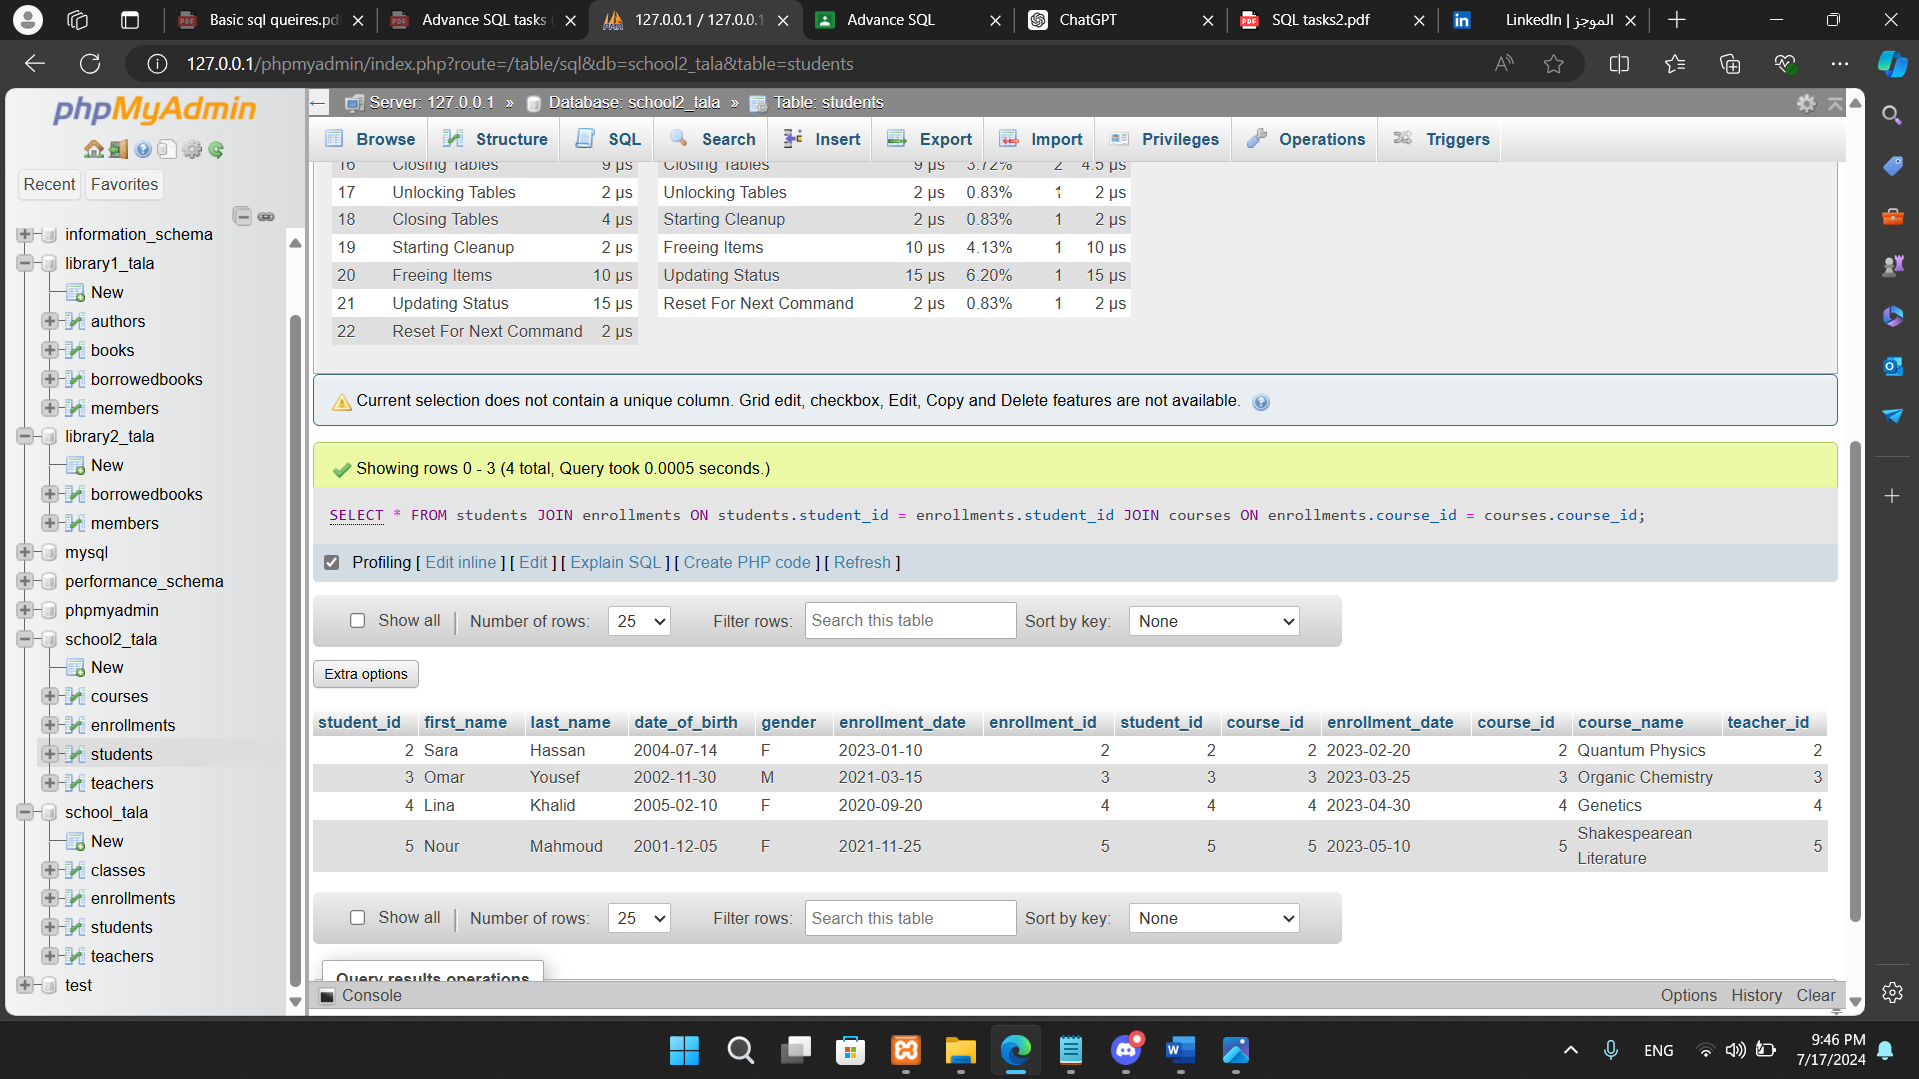 Basic sql queires.pd
Advance SQL tasks
127.0.0.1 / 127.0.0.1
Advance SQL
ChatGPT
SQL tasks2.pdf
LinkedIn | الموجز
127.0.0.1/phpmyadmin/index.php?route=/table/sql&db=school2_tala&table=students
phpMyAdmin
Recent
Favorites
information_schema
library1_tala
New
authors
books
borrowedbooks
members
library2_tala
New
borrowedbooks
members
mysql
performance_schema
phpmyadmin
school2_tala
New
courses
enrollments
students
teachers
school_tala
New
classes
enrollments
students
teachers
test
Server: 127.0.0.1 » Database: school2_tala » Table: students
Browse Structure SQL Search Insert Export Import Privileges Operations Triggers
16 Closing Tables 9 µs Closing Tables 9 µs 3.72% 2 4.5 µs
17 Unlocking Tables 2 µs Unlocking Tables 2 µs 0.83% 1 2 µs
18 Closing Tables 4 µs Starting Cleanup 2 µs 0.83% 1 2 µs
19 Starting Cleanup 2 µs Freeing Items 10 µs 4.13% 1 10 µs
20 Freeing Items 10 µs Updating Status 15 µs 6.20% 1 15 µs
21 Updating Status 15 µs Reset For Next Command 2 µs 0.83% 1 2 µs
22 Reset For Next Command 2 µs
Current selection does not contain a unique column. Grid edit, checkbox, Edit, Copy and Delete features are not available.
Showing rows 0 - 3 (4 total, Query took 0.0005 seconds.)
SELECT * FROM students JOIN enrollments ON students.student_id = enrollments.student_id JOIN courses ON enrollments.course_id = courses.course_id;
Profiling [ Edit inline ] [ Edit ] [ Explain SQL ] [ Create PHP code ] [ Refresh ]
Show all Number of rows: 25 Filter rows: Search this table Sort by key: None
Extra options
student_id first_name last_name date_of_birth gender enrollment_date enrollment_id student_id course_id enrollment_date course_id course_name teacher_id
2 Sara Hassan 2004-07-14 F 2023-01-10 2 2 2 2023-02-20 2 Quantum Physics 2
3 Omar Yousef 2002-11-30 M 2021-03-15 3 3 3 2023-03-25 3 Organic Chemistry 3
4 Lina Khalid 2005-02-10 F 2020-09-20 4 4 4 2023-04-30 4 Genetics 4
5 Nour Mahmoud 2001-12-05 F 2021-11-25 5 5 5 2023-05-10 5 Shakespearean Literature 5
Show all Number of rows: 25 Filter rows: Search this table Sort by key: None
Query results operations
Console
Options History Clear
ENG
9:46 PM
7/17/2024